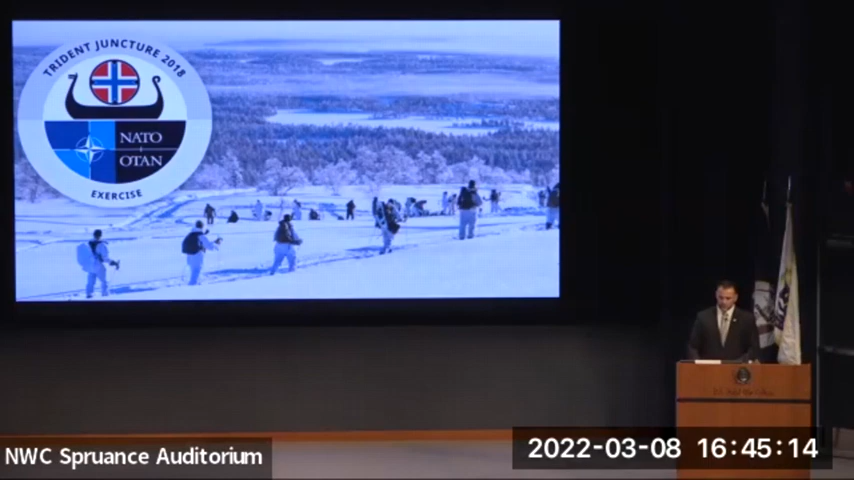 TRIDENT JUNCTURE 2018
NATO
OTAN
EXERCISE
NWC Spruance Auditorium
2022-03-08 16:45:14